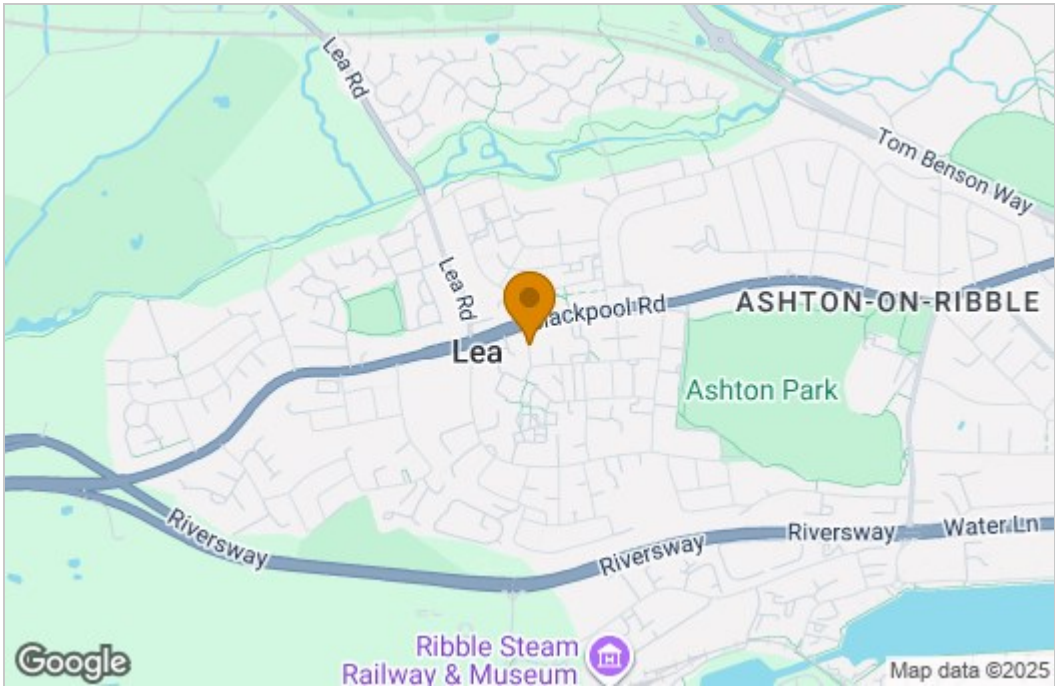 Lea Rd
Tom Benson Way
Lea Rd
Blackpool Rd
ASHTON-ON-RIBBLE
Lea
Ashton Park
Riversway
Riversway
Riversway
Water Ln
Ribble Steam
Railway & Museum
Google
Map data ©2025